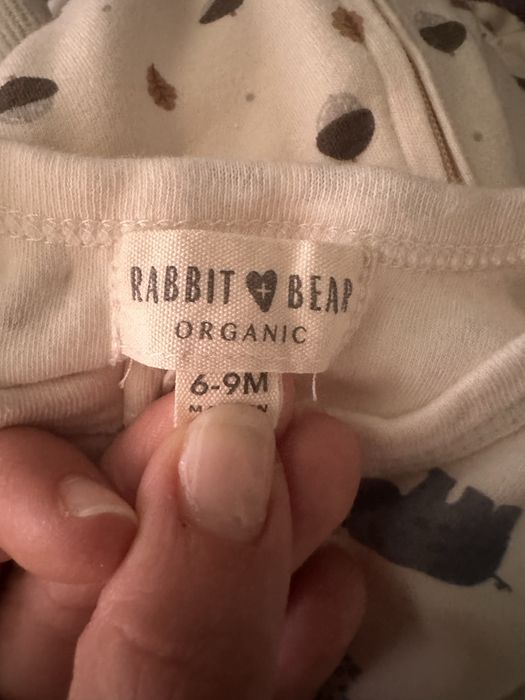 RABBIT + BEAR
ORGANIC
6-9M